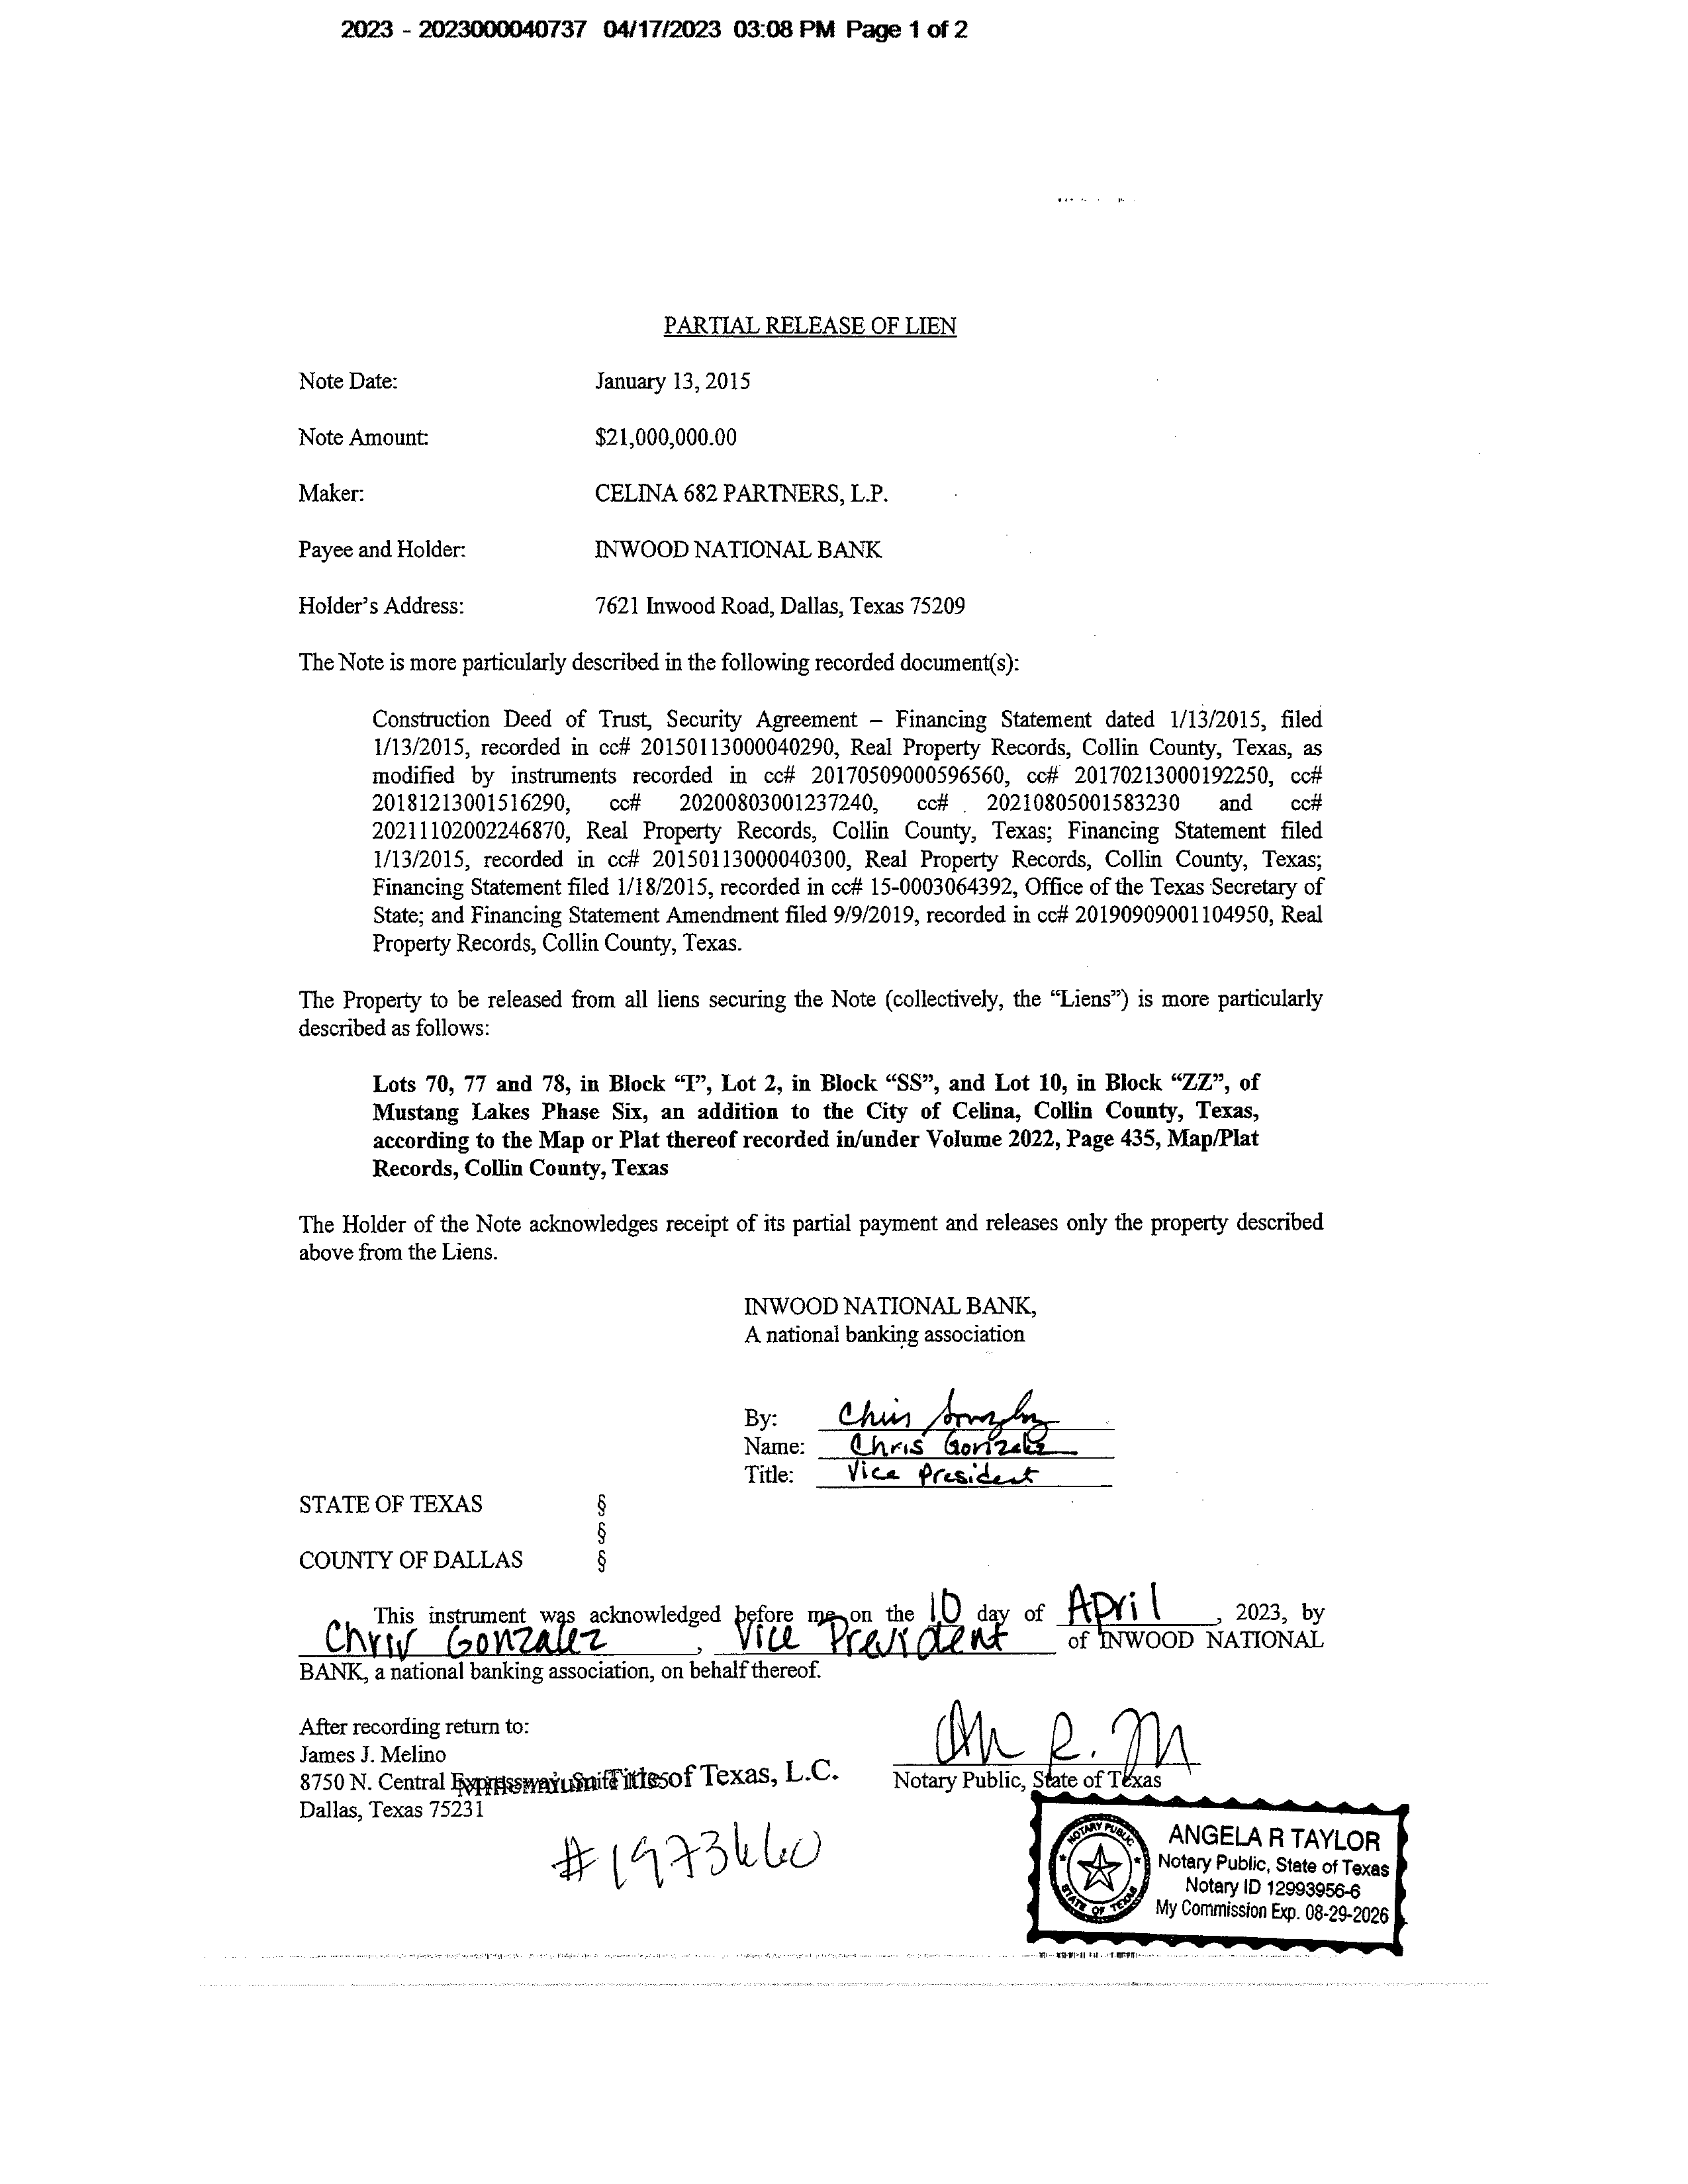 2023 - 2023000040737 04/17/2023 03:08 PM Page 1 of 2
PARTIAL RELEASE OF LIEN
Note Date: January 13, 2015
Note Amount: $21,000,000.00
Maker: CELINA 682 PARTNERS, L.P.
Payee and Holder: INWOOD NATIONAL BANK
Holder's Address: 7621 Inwood Road, Dallas, Texas 75209
The Note is more particularly described in the following recorded document(s):
Construction Deed of Trust, Security Agreement – Financing Statement dated 1/13/2015, filed
1/13/2015, recorded in cc# 20150113000040290, Real Property Records, Collin County, Texas, as
modified by instruments recorded in cc# 20170509000596560, cc# 20170213000192250, cc#
20181213001516290, cc# 20200803001237240, cc# 20210805001583230 and cc#
20211102002246870, Real Property Records, Collin County, Texas; Financing Statement filed
1/13/2015, recorded in cc# 20150113000040300, Real Property Records, Collin County, Texas;
Financing Statement filed 1/18/2015, recorded in cc# 15-0003064392, Office of the Texas Secretary of
State; and Financing Statement Amendment filed 9/9/2019, recorded in cc# 20190909001104950, Real
Property Records, Collin County, Texas.
The Property to be released from all liens securing the Note (collectively, the “Liens”) is more particularly
described as follows:
Lots 70, 77 and 78, in Block “T”, Lot 2, in Block “SS”, and Lot 10, in Block “ZZ”, of
Mustang Lakes Phase Six, an addition to the City of Celina, Collin County, Texas,
according to the Map or Plat thereof recorded in/under Volume 2022, Page 435, Map/Plat
Records, Collin County, Texas
The Holder of the Note acknowledges receipt of its partial payment and releases only the property described
above from the Liens.
INWOOD NATIONAL BANK,
A national banking association
By: Chris Gonzalez
Name: Chris Gonzalez
Title: Vice President
STATE OF TEXAS §
§
COUNTY OF DALLAS §
This instrument was acknowledged before me on the 10 day of April, 2023, by
Chris Gonzalez, Vice President of INWOOD NATIONAL
BANK, a national banking association, on behalf thereof.
After recording return to:
James J. Melino
8750 N. Central Expressway, Suite Title of Texas, L.C.
Dallas, Texas 75231
#1973660
Notary Public, State of Texas
NOTARY PUBLIC
STATE OF TEXAS
ANGELA R TAYLOR
Notary Public, State of Texas
Notary ID 12993956-6
My Commission Exp. 08-29-2026